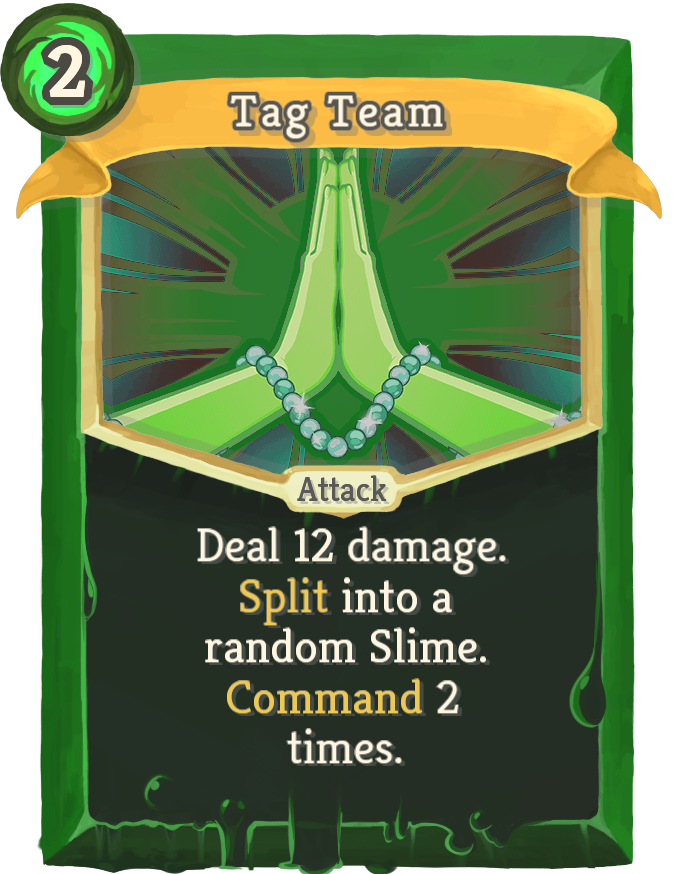 2
Tag Team
Attack
Deal 12 damage.
Split into a
random Slime.
Command 2
times.